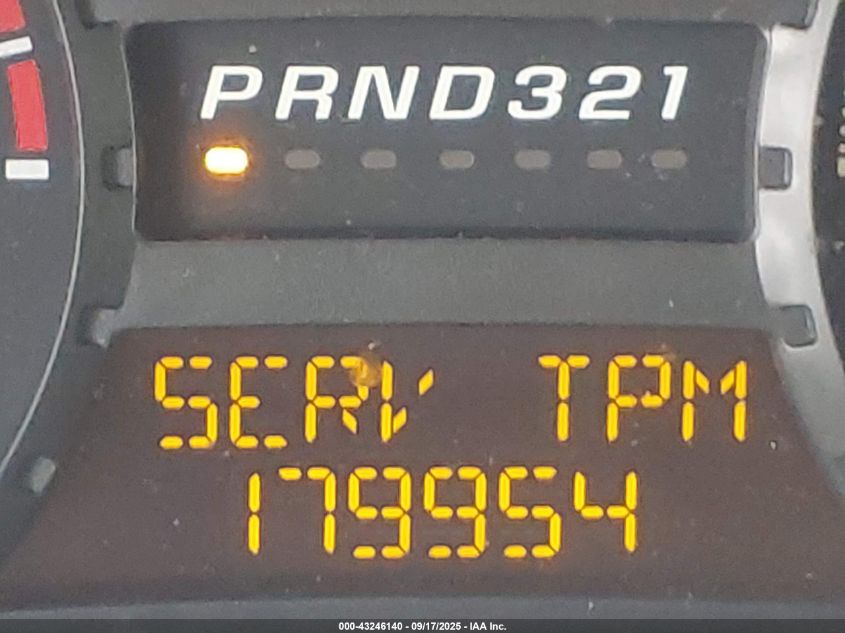 PRND321
SERV TPM
179954
000-43246140 - 09/17/2025 - IAA Inc.